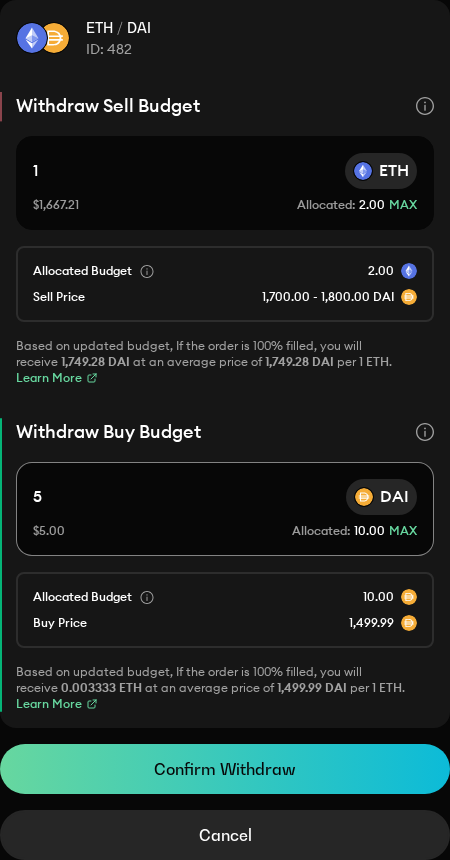 ETH / DAI
ID: 482
Withdraw Sell Budget
1
ETH
$1,667.21
Allocated: 2.00 MAX
Allocated Budget
2.00
Sell Price
1,700.00 - 1,800.00 DAI
Based on updated budget, If the order is 100% filled, you will
receive 1,749.28 DAI at an average price of 1,749.28 DAI per 1 ETH.
Learn More
Withdraw Buy Budget
5
DAI
$5.00
Allocated: 10.00 MAX
Allocated Budget
10.00
Buy Price
1,499.99
Based on updated budget, If the order is 100% filled, you will
receive 0.003333 ETH at an average price of 1,499.99 DAI per 1 ETH.
Learn More
Confirm Withdraw
Cancel